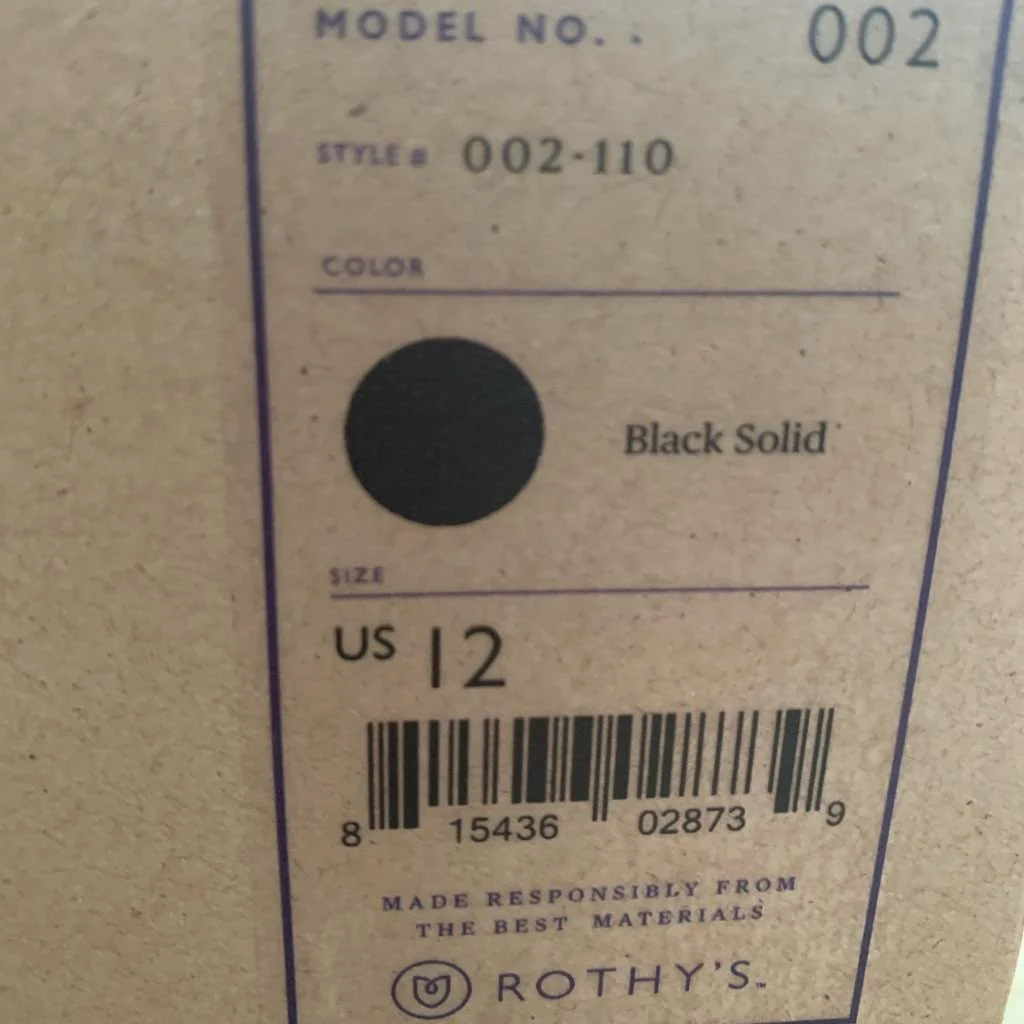 MODEL NO. . 002
STYLE # 002-110
COLOR
Black Solid
SIZE
US 12
8 15436 02873 9
MADE RESPONSIBLY FROM
THE BEST MATERIALS
ROTHY'S™